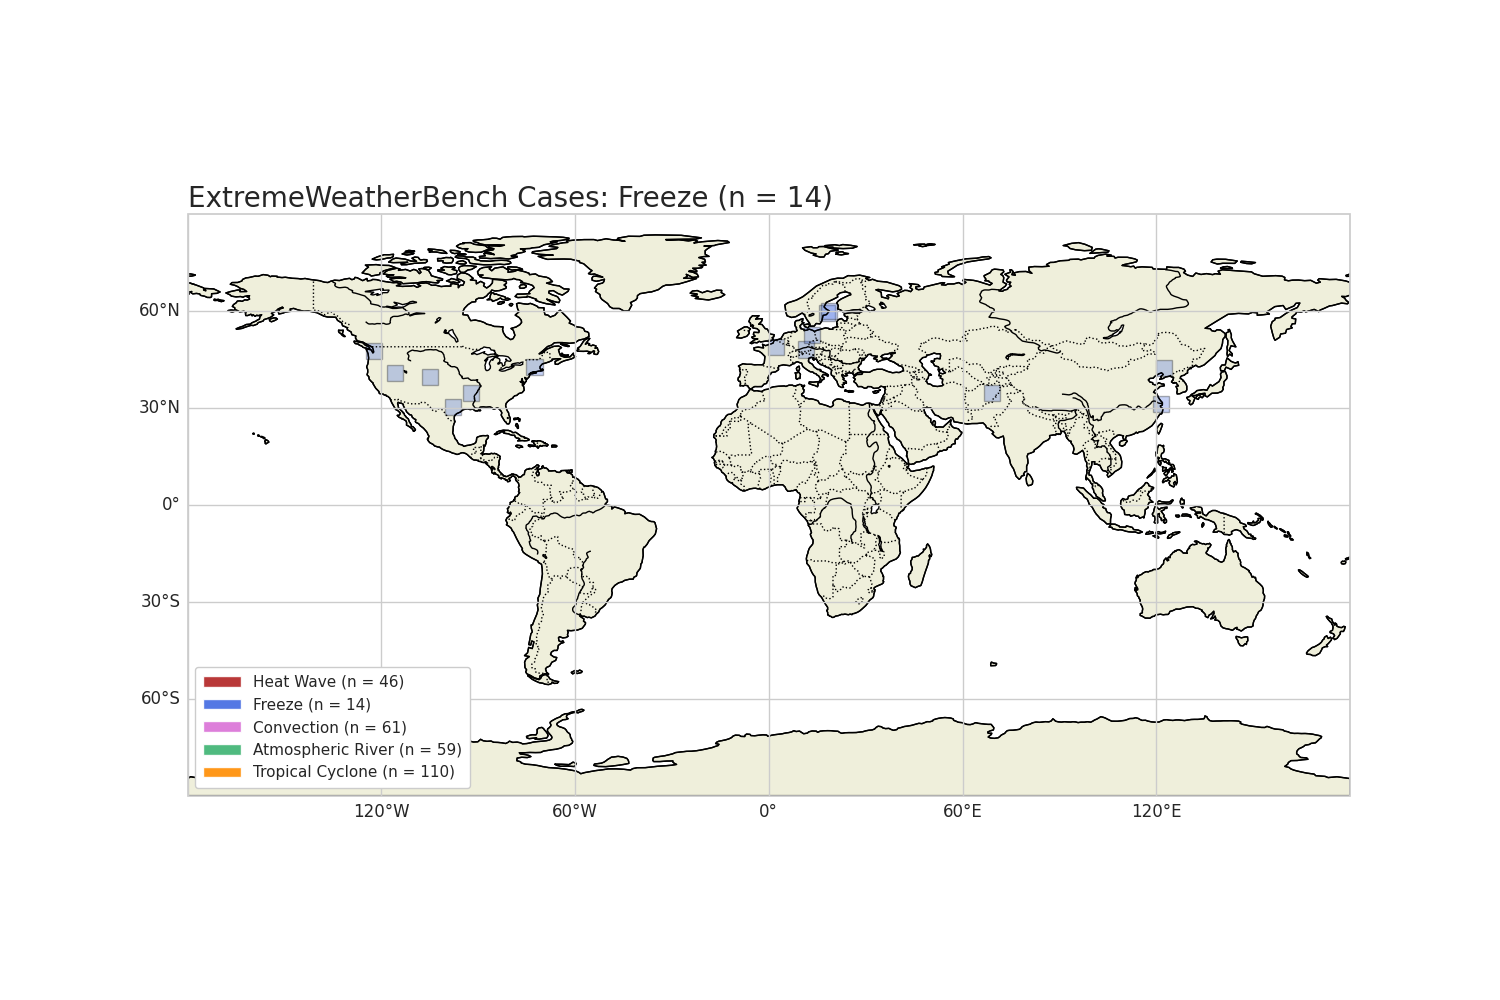 ExtremeWeatherBench Cases: Freeze (n = 14)
60°N
30°N
0°
30°S
60°S
Heat Wave (n = 46)
Freeze (n = 14)
Convection (n = 61)
Atmospheric River (n = 59)
Tropical Cyclone (n = 110)
120°W
60°W
0°
60°E
120°E